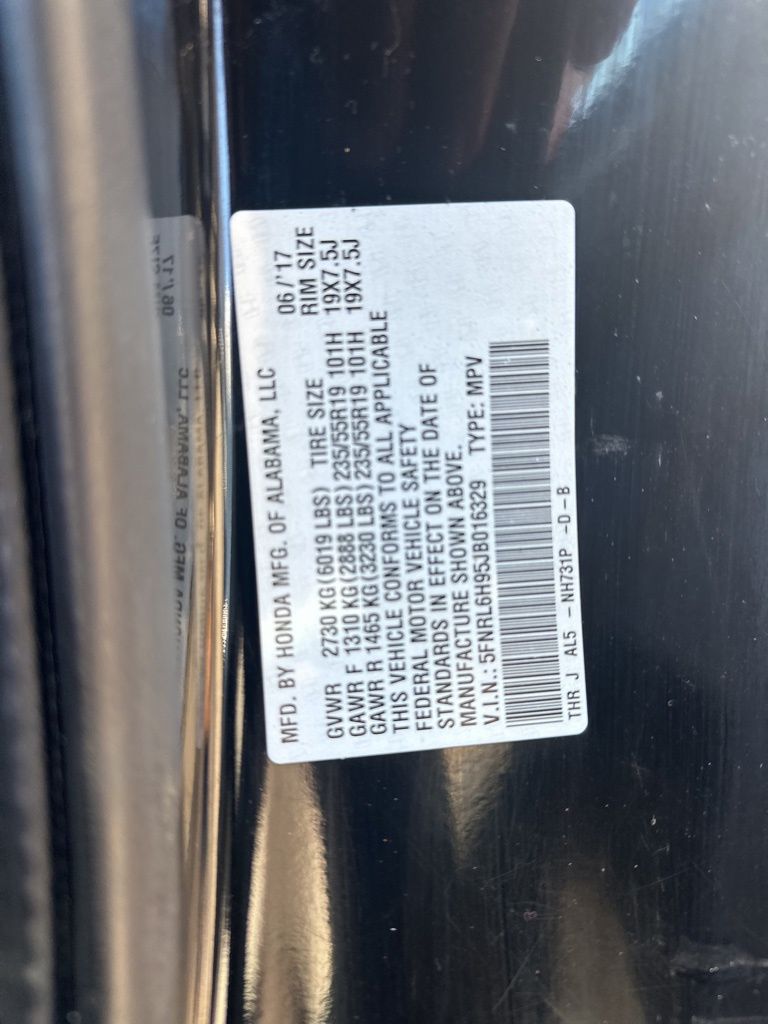 MFD. BY HONDA MFG. OF ALABAMA, LLC 06/'17
GVWR 2730 KG(6019 LBS) TIRE SIZE RIM SIZE
GAWR F 1310 KG(2888 LBS)235/55R19 101H 19X7.5J
GAWR R 1465 KG(3230 LBS)235/55R19 101H 19X7.5J
THIS VEHICLE CONFORMS TO ALL APPLICABLE
FEDERAL MOTOR VEHICLE SAFETY
STANDARDS IN EFFECT ON THE DATE OF
MANUFACTURE SHOWN ABOVE.
V.I.N.:5FNRL6H95JB016329 TYPE: MPV
THR J AL5 -NH731P -D-B